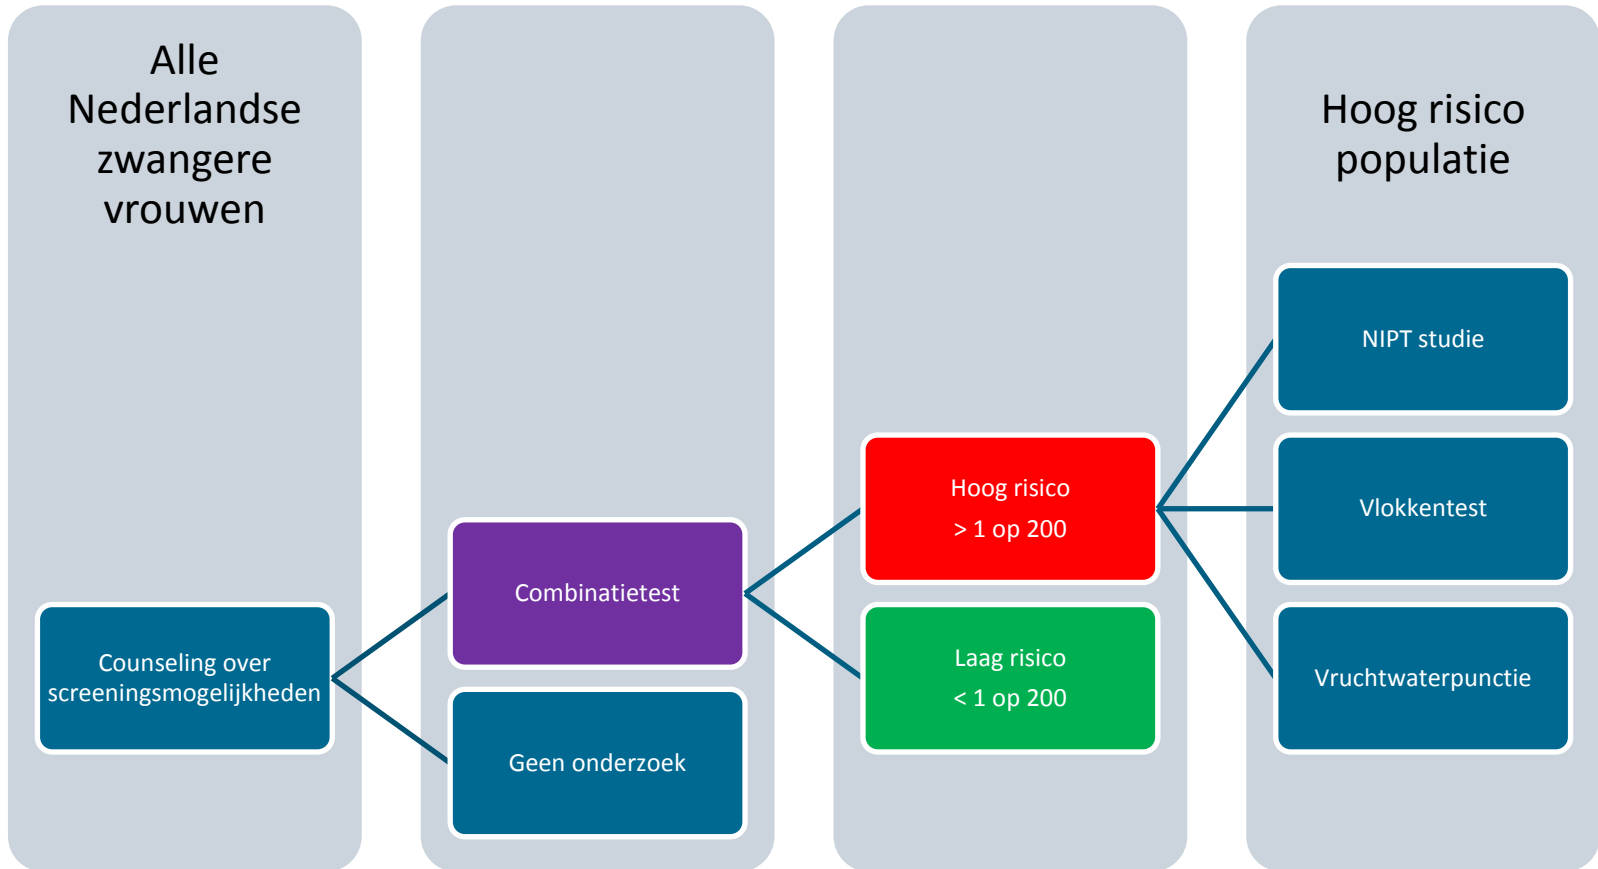 Alle
Nederlandse
zwangere
vrouwen
Counseling over
screeningsmogelijkheden
Combinatietest
Geen onderzoek
Hoog risico
> 1 op 200
Laag risico
< 1 op 200
Hoog risico
populatie
NIPT studie
Vlokkentest
Vruchtwaterpunctie